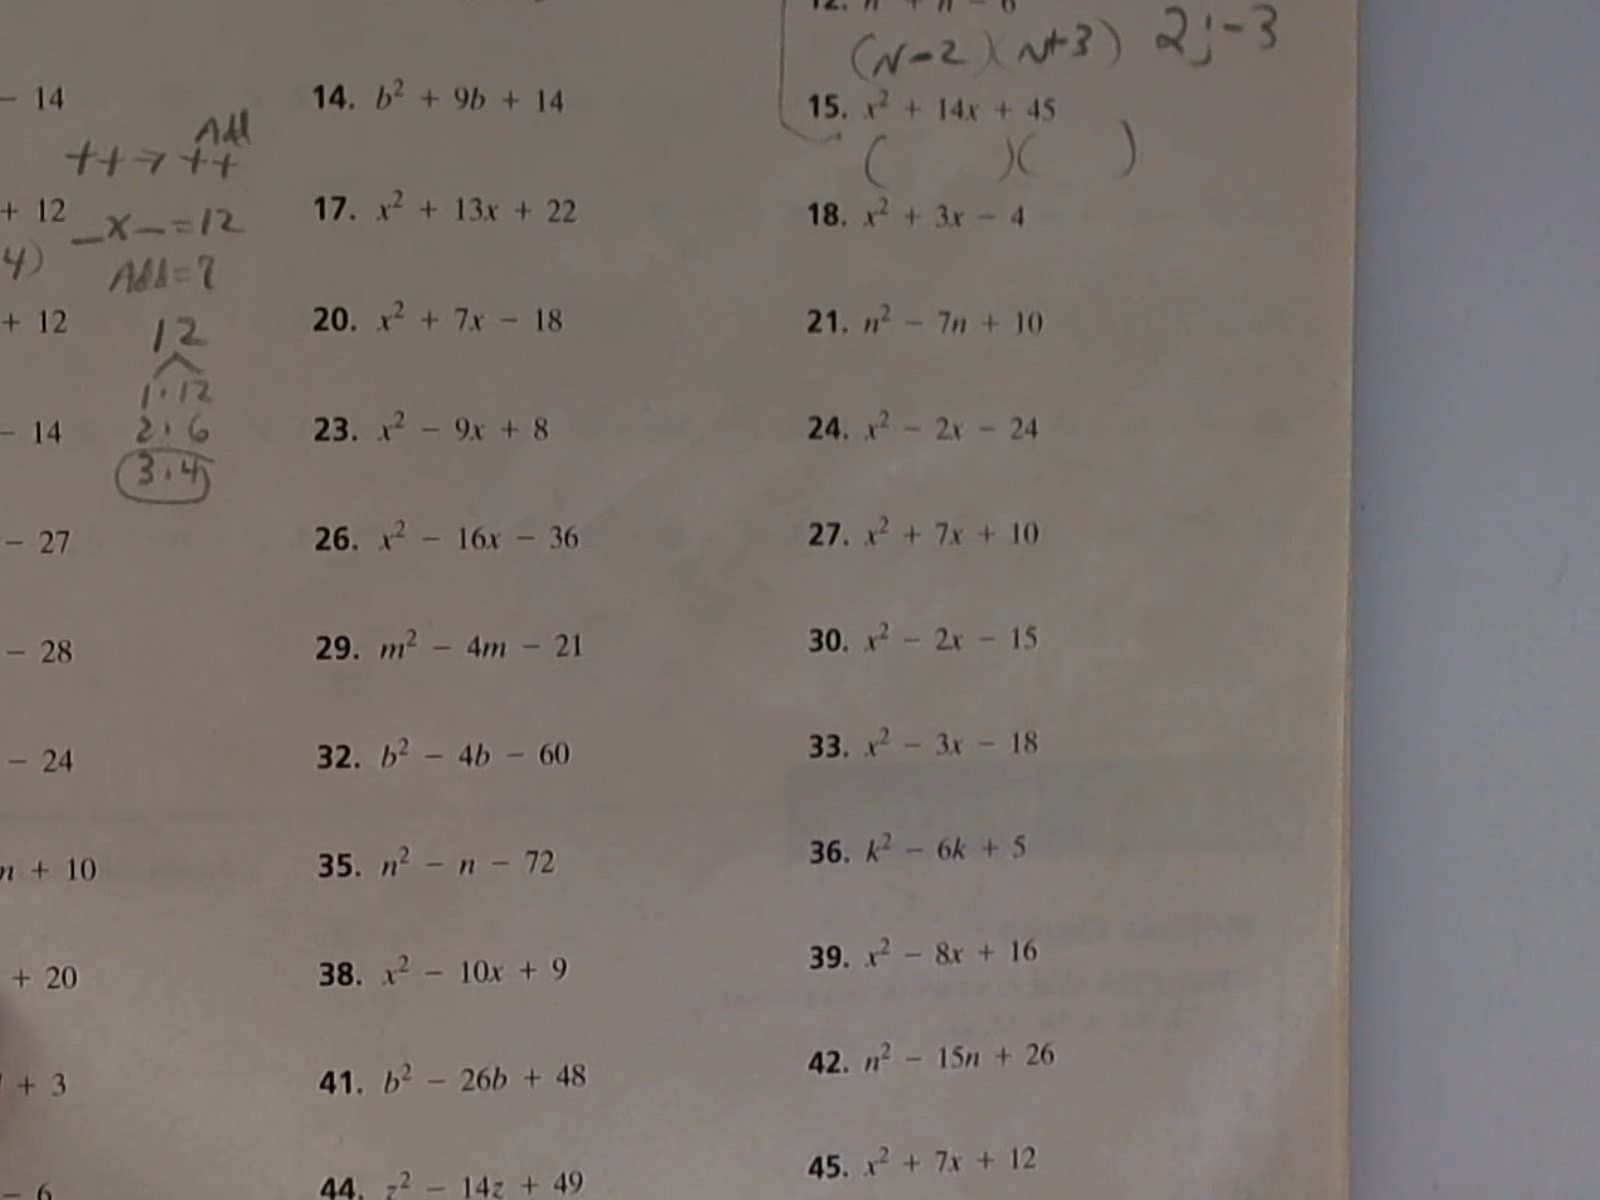 12. n² + n − 6
(N-2)(N+3) 2;-3
− 14
14. b² + 9b + 14
15. x² + 14x + 45
Add
++→++
( )( )
+ 12
_x_=12
17. x² + 13x + 22
18. x² + 3x − 4
4)
Add=7
+ 12
12
20. x² + 7x − 18
21. n² − 7n + 10
1·12
− 14
2·6
23. x² − 9x + 8
24. x² − 2x − 24
3·4
− 27
26. x² − 16x − 36
27. x² + 7x + 10
− 28
29. m² − 4m − 21
30. x² − 2x − 15
− 24
32. b² − 4b − 60
33. x² − 3x − 18
n + 10
35. n² − n − 72
36. k² − 6k + 5
+ 20
38. x² − 10x + 9
39. x² − 8x + 16
+ 3
41. b² − 26b + 48
42. n² − 15n + 26
− 6
44. z² − 14z + 49
45. x² + 7x + 12